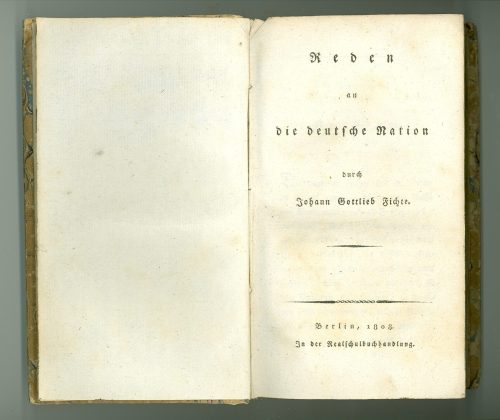 Reden
an
die deutsche Nation
durch
Johann Gottlieb Fichte.
Berlin, 1808
In der Realschulbuchhandlung.